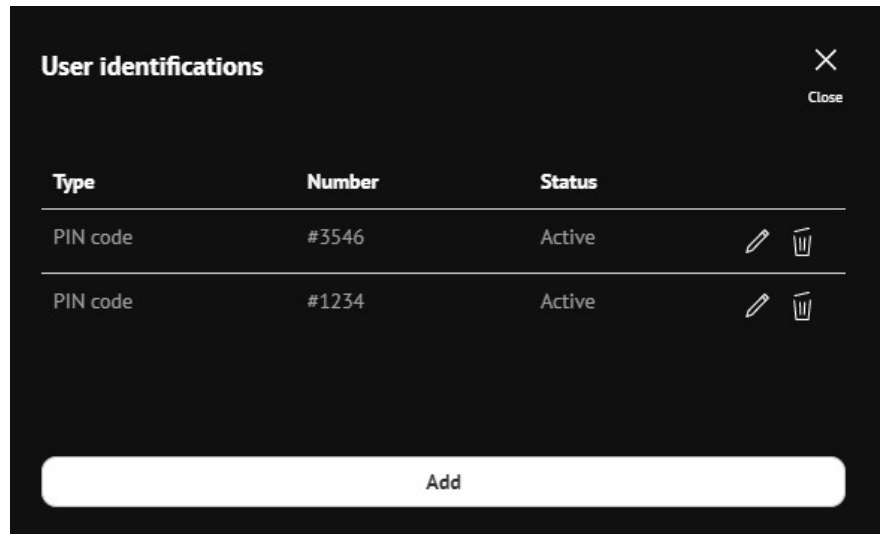 User identifications
Close
Type Number Status
PIN code #3546 Active
PIN code #1234 Active
Add